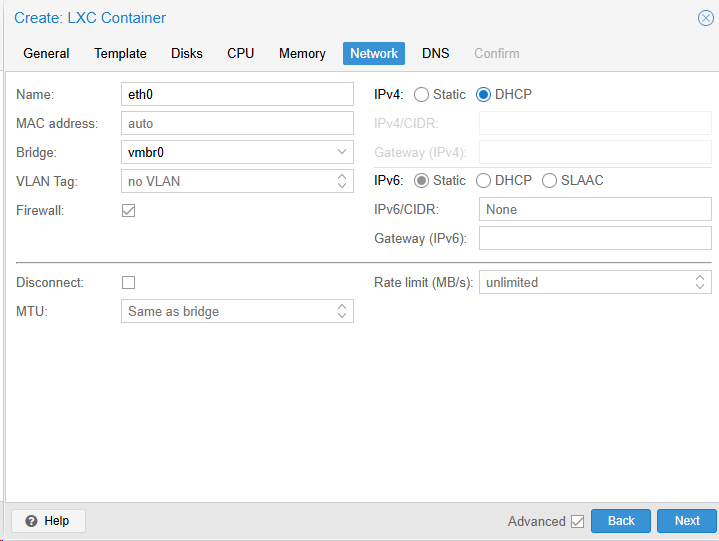 Create: LXC Container
General Template Disks CPU Memory Network DNS Confirm
Name: eth0 IPv4: Static DHCP
MAC address: auto IPv4/CIDR:
Bridge: vmbr0 Gateway (IPv4):
VLAN Tag: no VLAN IPv6: Static DHCP SLAAC
Firewall: IPv6/CIDR: None
Gateway (IPv6):
Disconnect: Rate limit (MB/s): unlimited
MTU: Same as bridge
Help Advanced Back Next